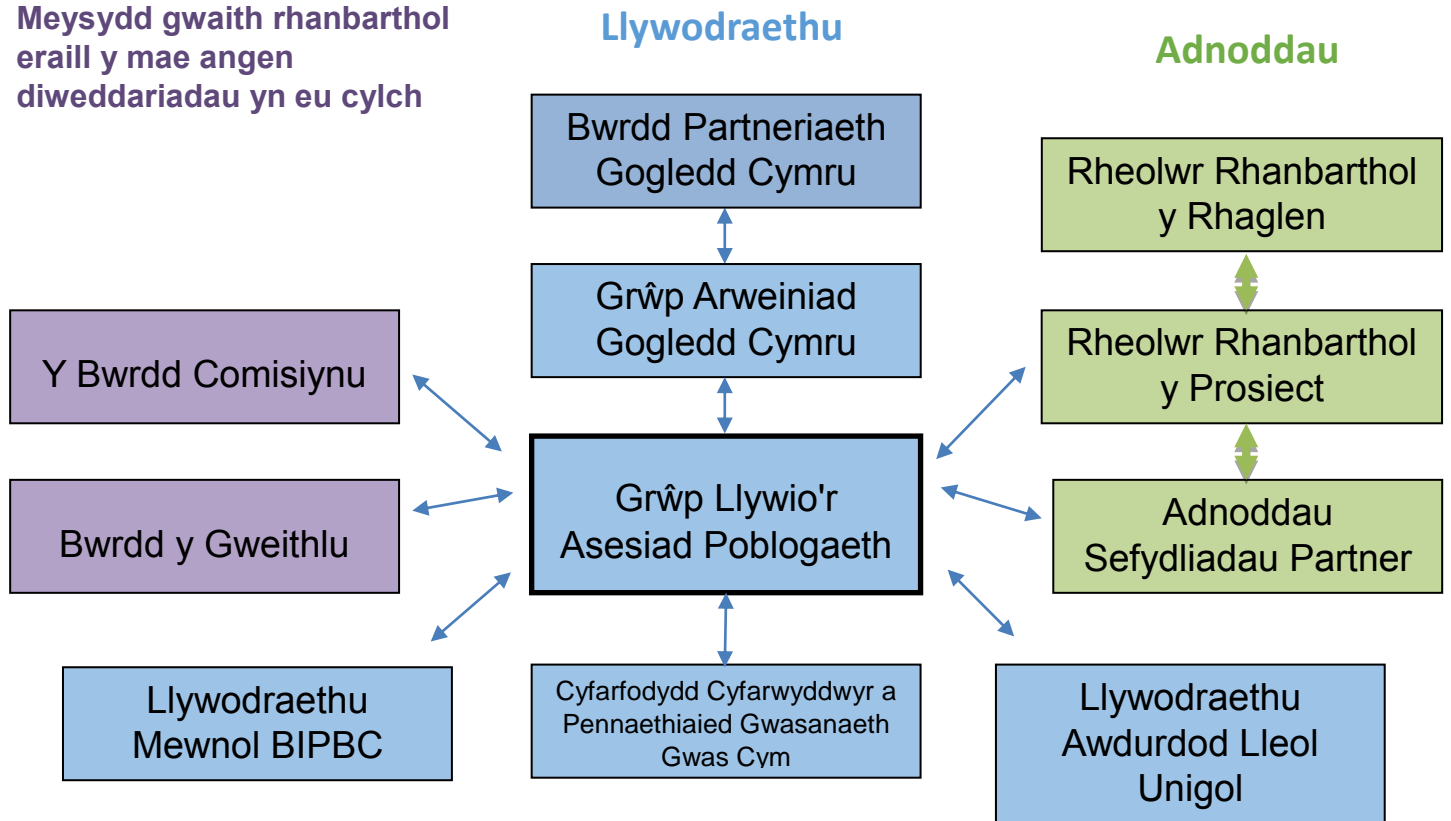 Meysydd gwaith rhanbarthol
eraill y mae angen
diweddariadau yn eu cylch
Llywodraethu
Adnoddau
Bwrdd Partneriaeth
Gogledd Cymru
Rheolwr Rhanbarthol
y Rhaglen
Grŵp Arweiniad
Gogledd Cymru
Y Bwrdd Comisiynu
Rheolwr Rhanbarthol
y Prosiect
Grŵp Llywio'r
Asesiad Poblogaeth
Bwrdd y Gweithlu
Adnoddau
Sefydliadau Partner
Llywodraethu
Mewnol BIPBC
Cyfarfodydd Cyfarwyddwyr a
Pennaethiaied Gwasanaeth
Gwas Cym
Llywodraethu
Awdurdod Lleol
Unigol